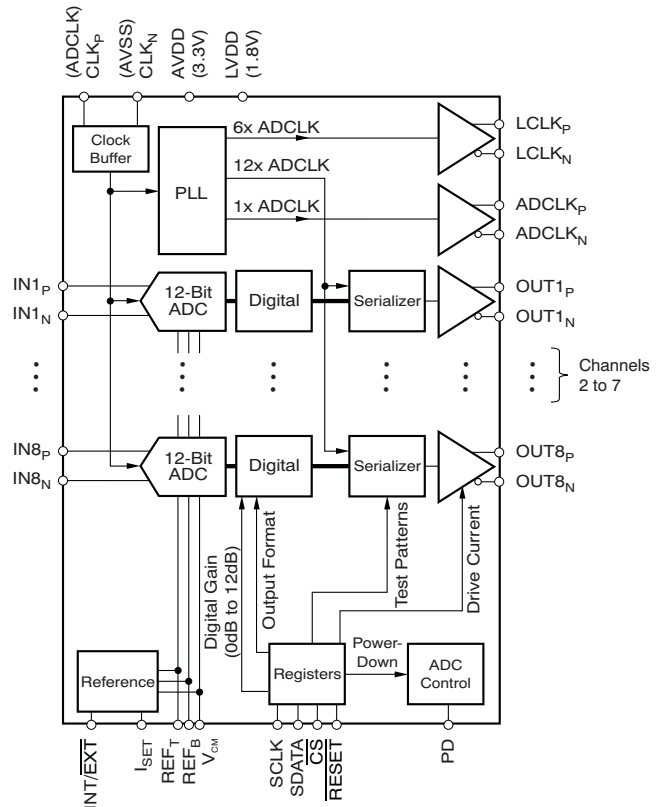 (ADCLK)
CLKP
(AVSS)
CLKN
AVDD
(3.3V)
LVDD
(1.8V)
Clock
Buffer
PLL
6x ADCLK
12x ADCLK
1x ADCLK
LCLKP
LCLKN
ADCLKP
ADCLKN
IN1P
IN1N
12-Bit
ADC
Digital
Serializer
OUT1P
OUT1N
Channels
2 to 7
IN8P
IN8N
12-Bit
ADC
Digital
Serializer
OUT8P
OUT8N
Digital Gain
(0dB to 12dB)
Output Format
Test Patterns
Drive Current
Reference
Registers
Power-
Down
ADC
Control
INT/EXT
ISET
REFT
REFB
VCM
SCLK
SDATA
CS
RESET
PD